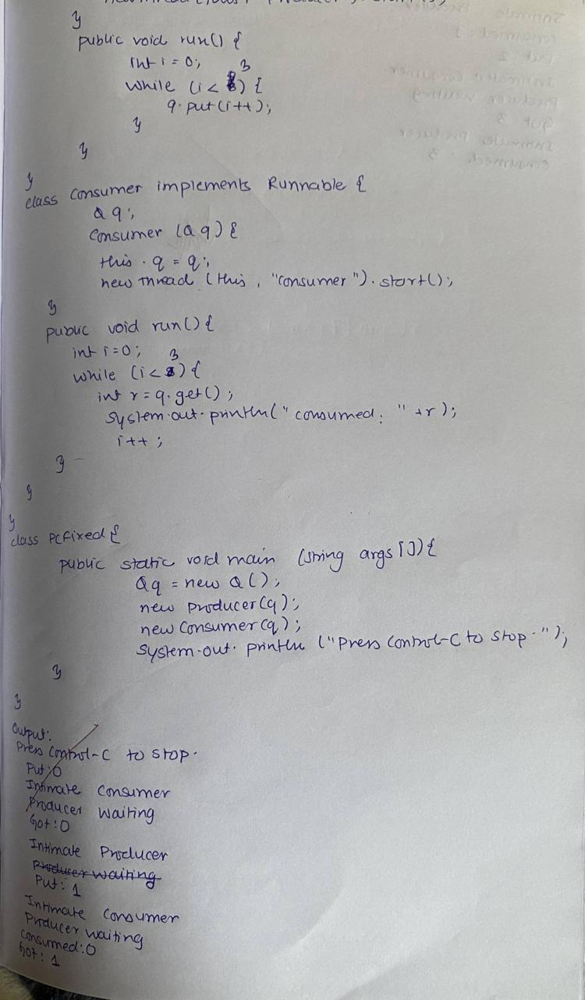 }
public void run() {
int i = 0;
3
while (i < ) {
q.put(i++);
}
}
}
class Consumer implements Runnable {
Q q;
Consumer (Q q) {
this.q = q;
new Thread (this, "Consumer").start();
}
public void run() {
int i=0;
3
while (i < ) {
int r = q.get();
System.out.println("consumed: " +r);
i++;
}
}
}
class PCFixed {
public static void main (String args[]) {
Q q = new Q();
new Producer(q);
new Consumer(q);
System.out.println ("Press Control-C to stop.");
}
}
Output:
Press Control-C to stop.
Put:0
Intimate Consumer
Producer Waiting
Got:0
Intimate Producer
Producer waiting
Put: 1
Intimate Consumer
Producer waiting
Consumed:0
Got: 1